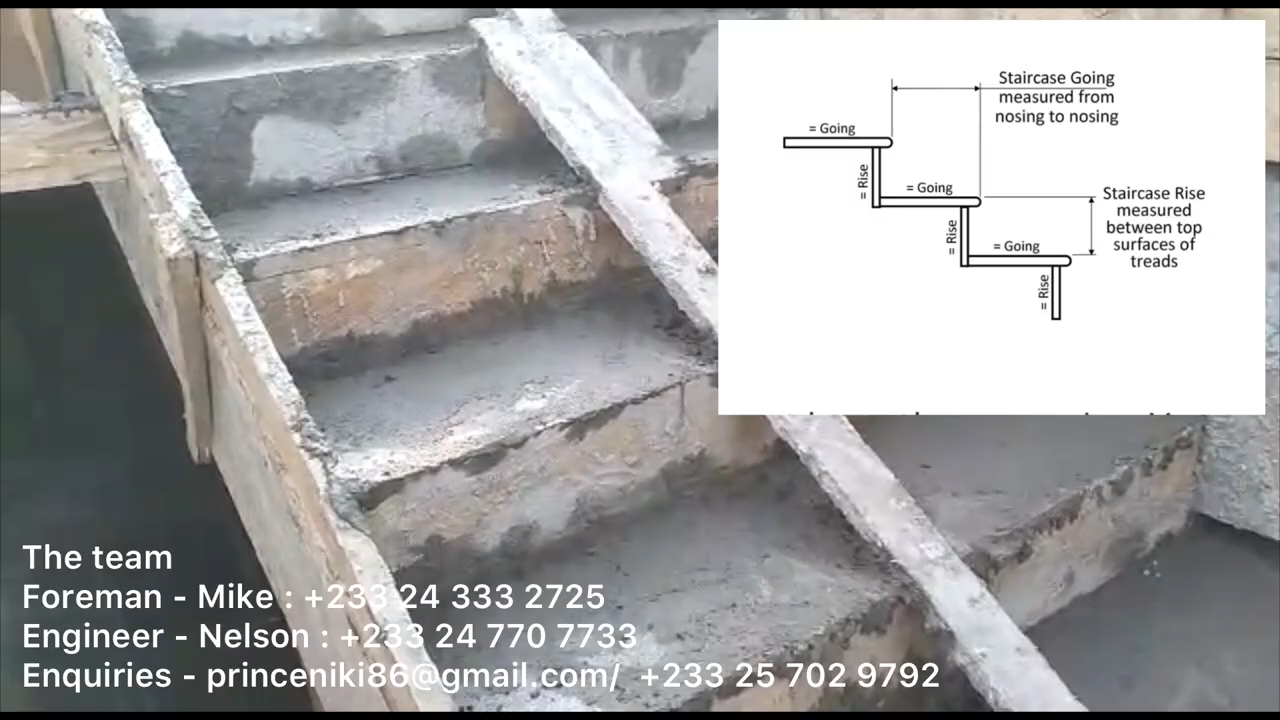 Staircase Going
measured from
nosing to nosing
= Going
= Rise
= Going
Staircase Rise
measured
between top
surfaces of
treads
= Rise
= Going
= Rise
The team
Foreman - Mike : +233 24 333 2725
Engineer - Nelson : +233 24 770 7733
Enquiries - princeniki86@gmail.com/ +233 25 702 9792